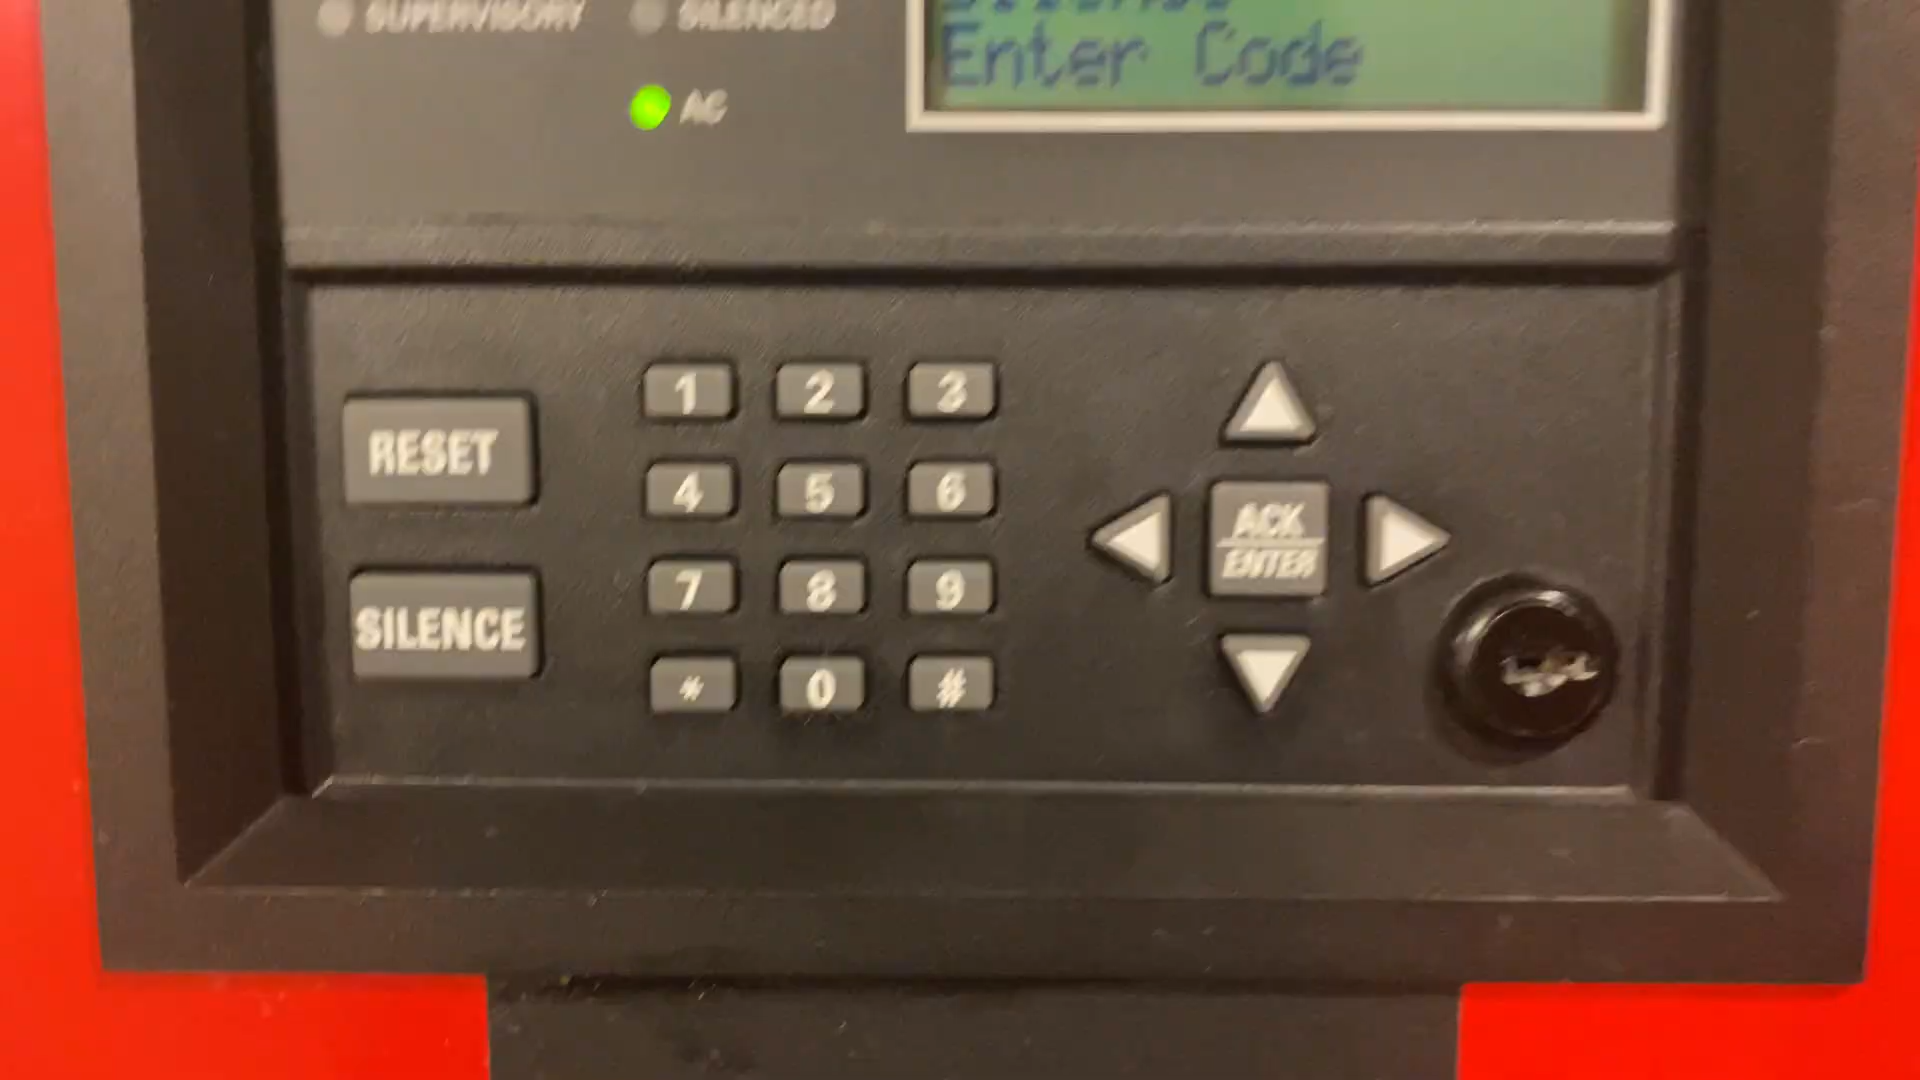 SUPERVISORY SILENCED
Enter Code
AC
RESET
SILENCE
1 2 3
4 5 6
7 8 9
* 0 #
ACK
ENTER